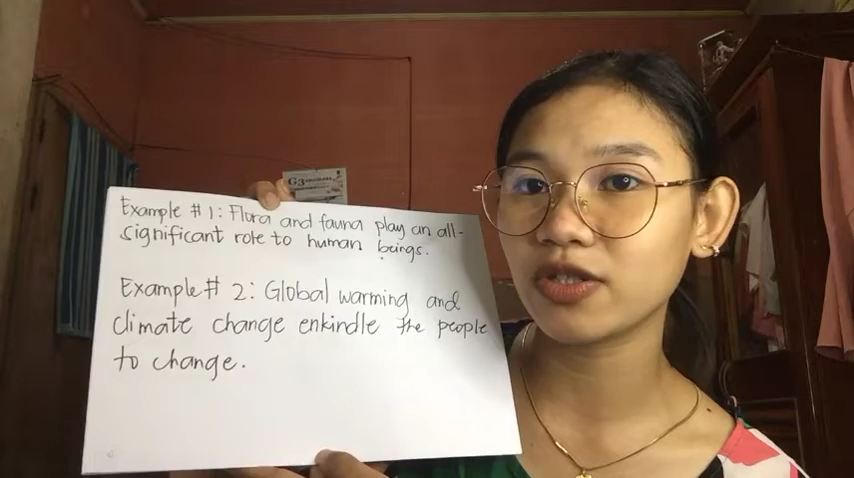 G3
Example #1: Flora and fauna play an all-
significant role to human beings.
Example # 2: Global warming and
climate change enkindle the people
to change.